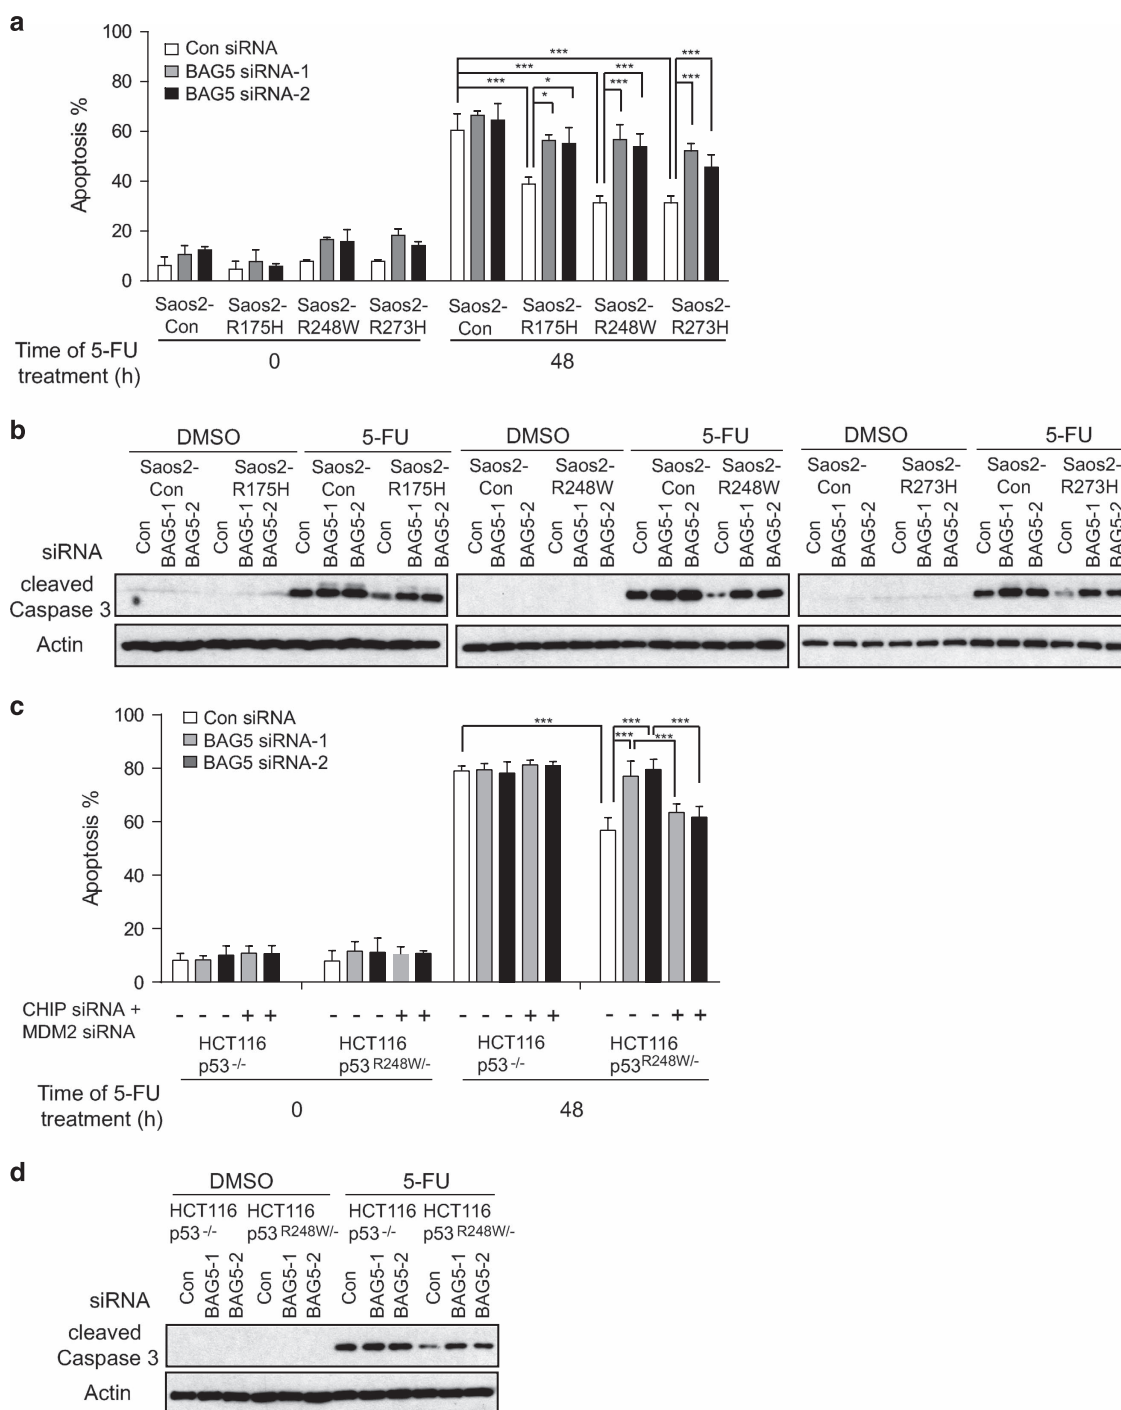 a
100
80
60
40
20
0
Apoptosis %
Con siRNA
BAG5 siRNA-1
BAG5 siRNA-2
*** *** *** * * *** *** *** ***
Saos2-Con Saos2-R175H Saos2-R248W Saos2-R273H Saos2-Con Saos2-R175H Saos2-R248W Saos2-R273H
Time of 5-FU treatment (h) 0 48
b
DMSO 5-FU DMSO 5-FU DMSO 5-FU
Saos2-Con Saos2-R175H Saos2-Con Saos2-R175H Saos2-Con Saos2-R248W Saos2-Con Saos2-R248W Saos2-Con Saos2-R273H Saos2-Con Saos2-R273H
siRNA Con BAG5-1 BAG5-2 Con BAG5-1 BAG5-2 Con BAG5-1 BAG5-2 Con BAG5-1 BAG5-2 Con BAG5-1 BAG5-2 Con BAG5-1 BAG5-2 Con BAG5-1 BAG5-2 Con BAG5-1 BAG5-2 Con BAG5-1 BAG5-2 Con BAG5-1 BAG5-2 Con BAG5-1 BAG5-2 Con BAG5-1 BAG5-2
cleaved
Caspase 3
Actin
c
100
80
60
40
20
0
Apoptosis %
Con siRNA
BAG5 siRNA-1
BAG5 siRNA-2
*** *** *** *** ***
CHIP siRNA +
MDM2 siRNA
- - - + + - - - + + - - - + + - - - + +
HCT116 HCT116 HCT116 HCT116
p53 -/- p53 R248W/- p53 -/- p53R248W/-
Time of 5-FU
treatment (h)
0 48
d
DMSO 5-FU
HCT116 HCT116 HCT116 HCT116
p53 -/- p53 R248W/- p53 -/- p53 R248W/-
siRNA Con BAG5-1 BAG5-2 Con BAG5-1 BAG5-2 Con BAG5-1 BAG5-2 Con BAG5-1 BAG5-2
cleaved
Caspase 3
Actin